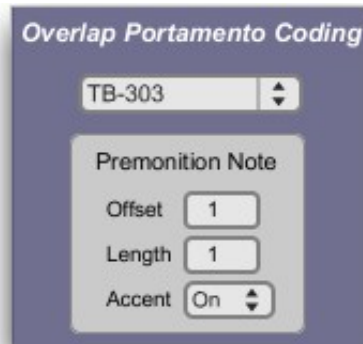 Overlap Portamento Coding
TB-303
Premonition Note
Offset 1
Length 1
Accent On